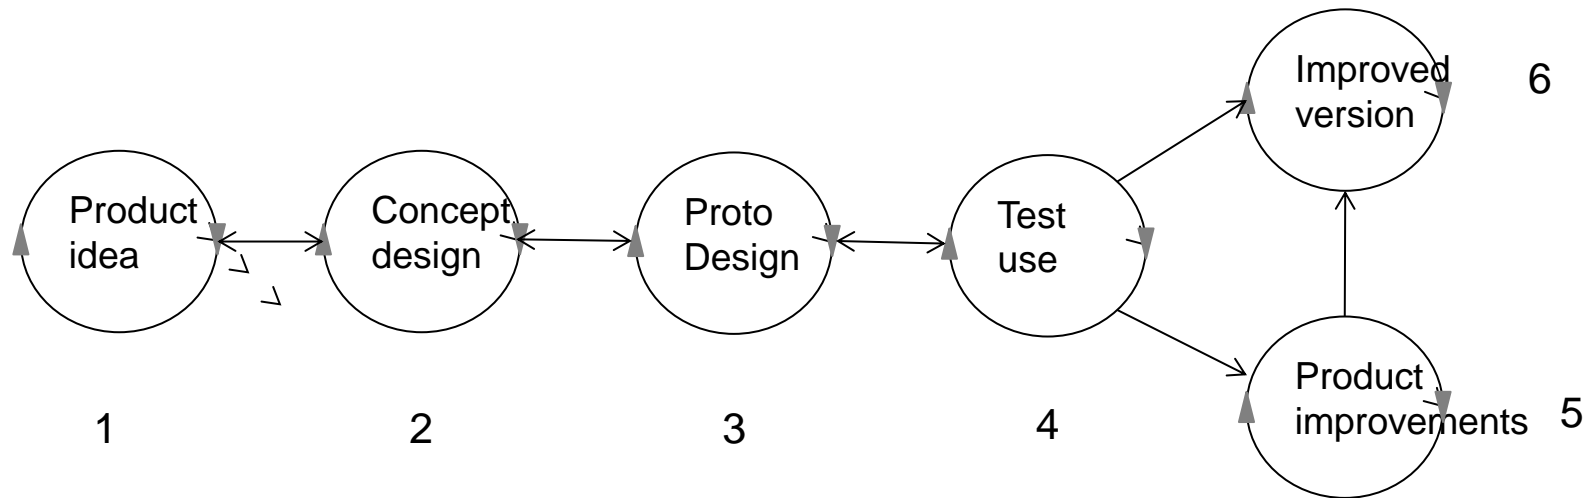 Product
idea
1
Concept
design
2
Proto
Design
3
Test
use
4
Product
improvements
5
Improved
version
6